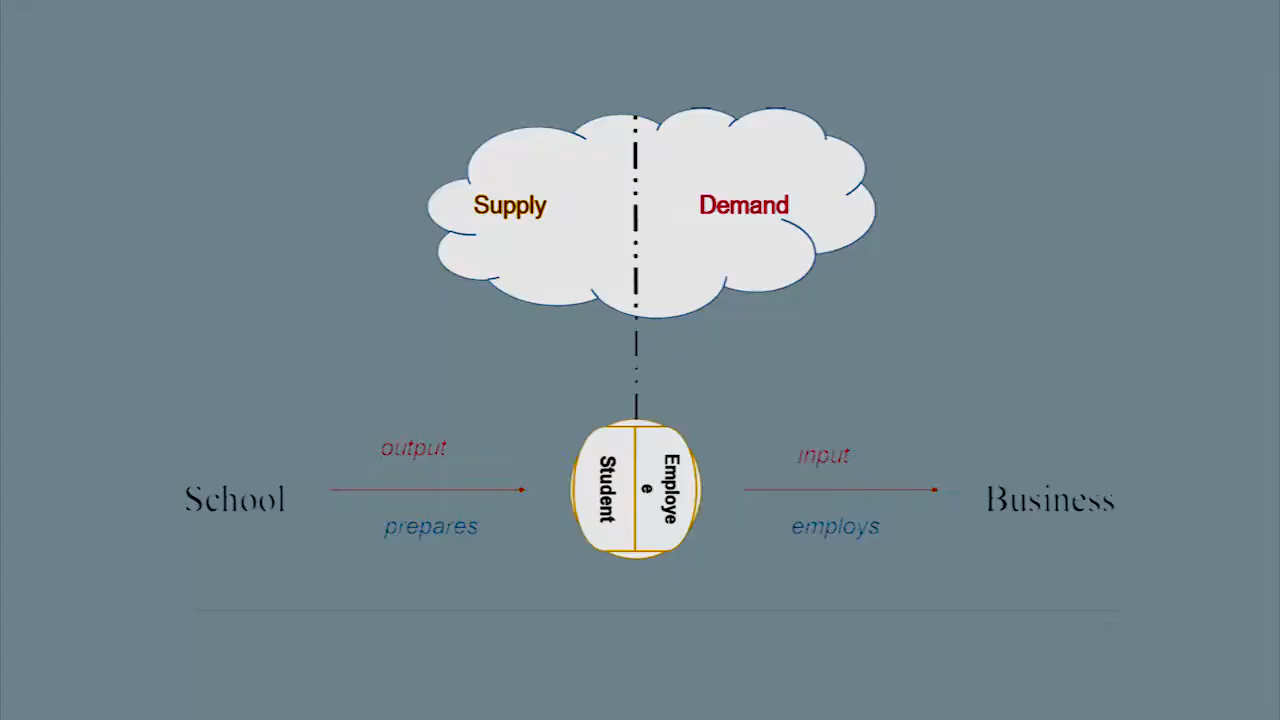 Supply
Demand
output
input
School
Student
Employe
e
Business
prepares
employs